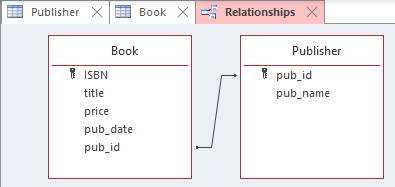 Publisher
Book
Relationships
Book
ISBN
title
price
pub_date
pub_id
Publisher
pub_id
pub_name